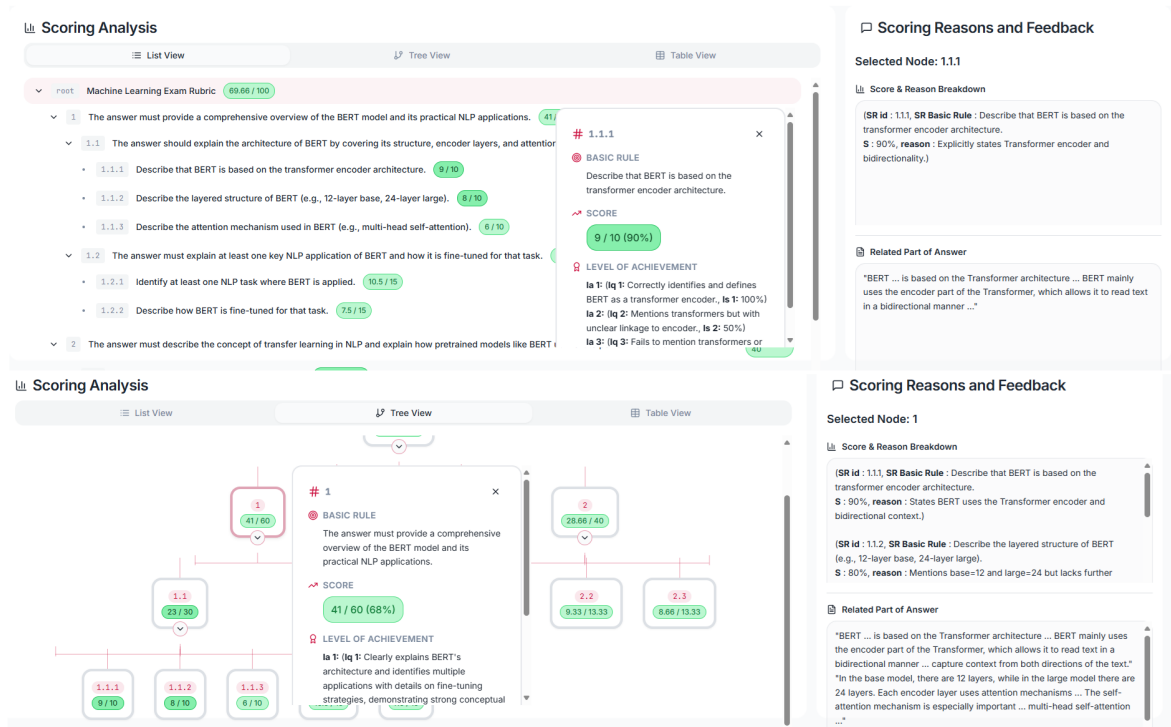 Scoring Analysis
List View
Tree View
Table View
root Machine Learning Exam Rubric 69.66 / 100
1 The answer must provide a comprehensive overview of the BERT model and its practical NLP applications. 41/
1.1 The answer should explain the architecture of BERT by covering its structure, encoder layers, and attention
1.1.1 Describe that BERT is based on the transformer encoder architecture. 9 / 10
1.1.2 Describe the layered structure of BERT (e.g., 12-layer base, 24-layer large). 8 / 10
1.1.3 Describe the attention mechanism used in BERT (e.g., multi-head self-attention). 6 / 10
1.2 The answer must explain at least one key NLP application of BERT and how it is fine-tuned for that task.
1.2.1 Identify at least one NLP task where BERT is applied. 10.5 / 15
1.2.2 Describe how BERT is fine-tuned for that task. 7.5 / 15
2 The answer must describe the concept of transfer learning in NLP and explain how pretrained models like BERT
40
# 1.1.1
BASIC RULE
Describe that BERT is based on the
transformer encoder architecture.
SCORE
9 / 10 (90%)
LEVEL OF ACHIEVEMENT
la 1: (lq 1: Correctly identifies and defines
BERT as a transformer encoder., ls 1: 100%)
la 2: (lq 2: Mentions transformers but with
unclear linkage to encoder., ls 2: 50%)
la 3: (lq 3: Fails to mention transformers or
Scoring Reasons and Feedback
Selected Node: 1.1.1
Score & Reason Breakdown
(SR id : 1.1.1, SR Basic Rule : Describe that BERT is based on the
transformer encoder architecture.
S : 90%, reason : Explicitly states Transformer encoder and
bidirectionality.)
Related Part of Answer
"BERT ... is based on the Transformer architecture ... BERT mainly
uses the encoder part of the Transformer, which allows it to read text
in a bidirectional manner ..."
Scoring Analysis
List View
Tree View
Table View
1
41 / 60
2
28.66 / 40
1.1
23 / 30
2.2
9.33 / 13.33
2.3
8.66 / 13.33
1.1.1
9 / 10
1.1.2
8 / 10
1.1.3
6 / 10
# 1
BASIC RULE
The answer must provide a comprehensive
overview of the BERT model and its
practical NLP applications.
SCORE
41 / 60 (68%)
LEVEL OF ACHIEVEMENT
la 1: (lq 1: Clearly explains BERT's
architecture and identifies multiple
applications with details on fine-tuning
strategies, demonstrating strong conceptual
Scoring Reasons and Feedback
Selected Node: 1
Score & Reason Breakdown
(SR id : 1.1.1, SR Basic Rule : Describe that BERT is based on the
transformer encoder architecture.
S : 90%, reason : States BERT uses the Transformer encoder and
bidirectional context.)
(SR id : 1.1.2, SR Basic Rule : Describe the layered structure of BERT
(e.g., 12-layer base, 24-layer large).
S : 80%, reason : Mentions base=12 and large=24 but lacks further
Related Part of Answer
"BERT ... is based on the Transformer architecture ... BERT mainly uses
the encoder part of the Transformer, which allows it to read text in a
bidirectional manner ... capture context from both directions of the text."
"In the base model, there are 12 layers, while in the large model there are
24 layers. Each encoder layer uses attention mechanisms ... The self-
attention mechanism is especially important ... multi-head self-attention
..."